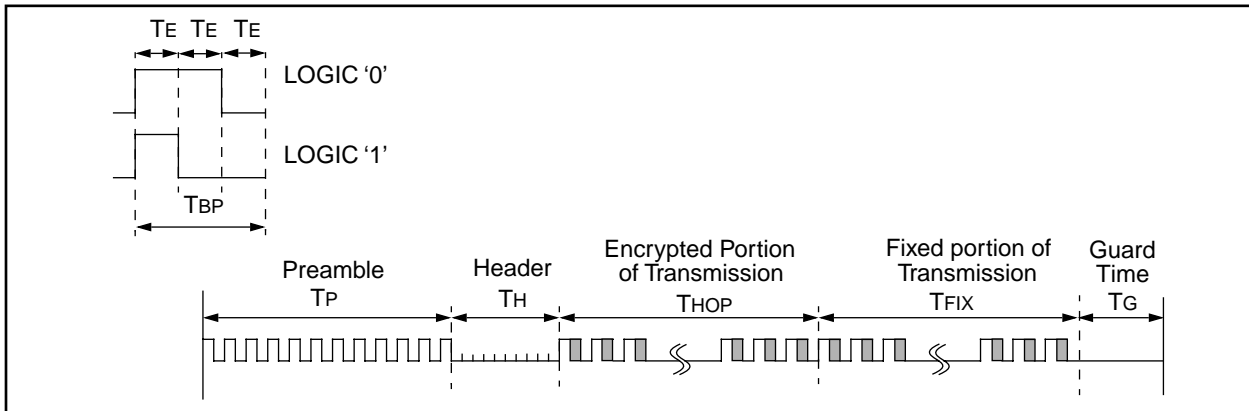 TE TE TE
LOGIC ‘0’
LOGIC ‘1’
TBP
Preamble
TP
Header
TH
Encrypted Portion
of Transmission
THOP
Fixed portion of
Transmission
TFIX
Guard
Time
TG